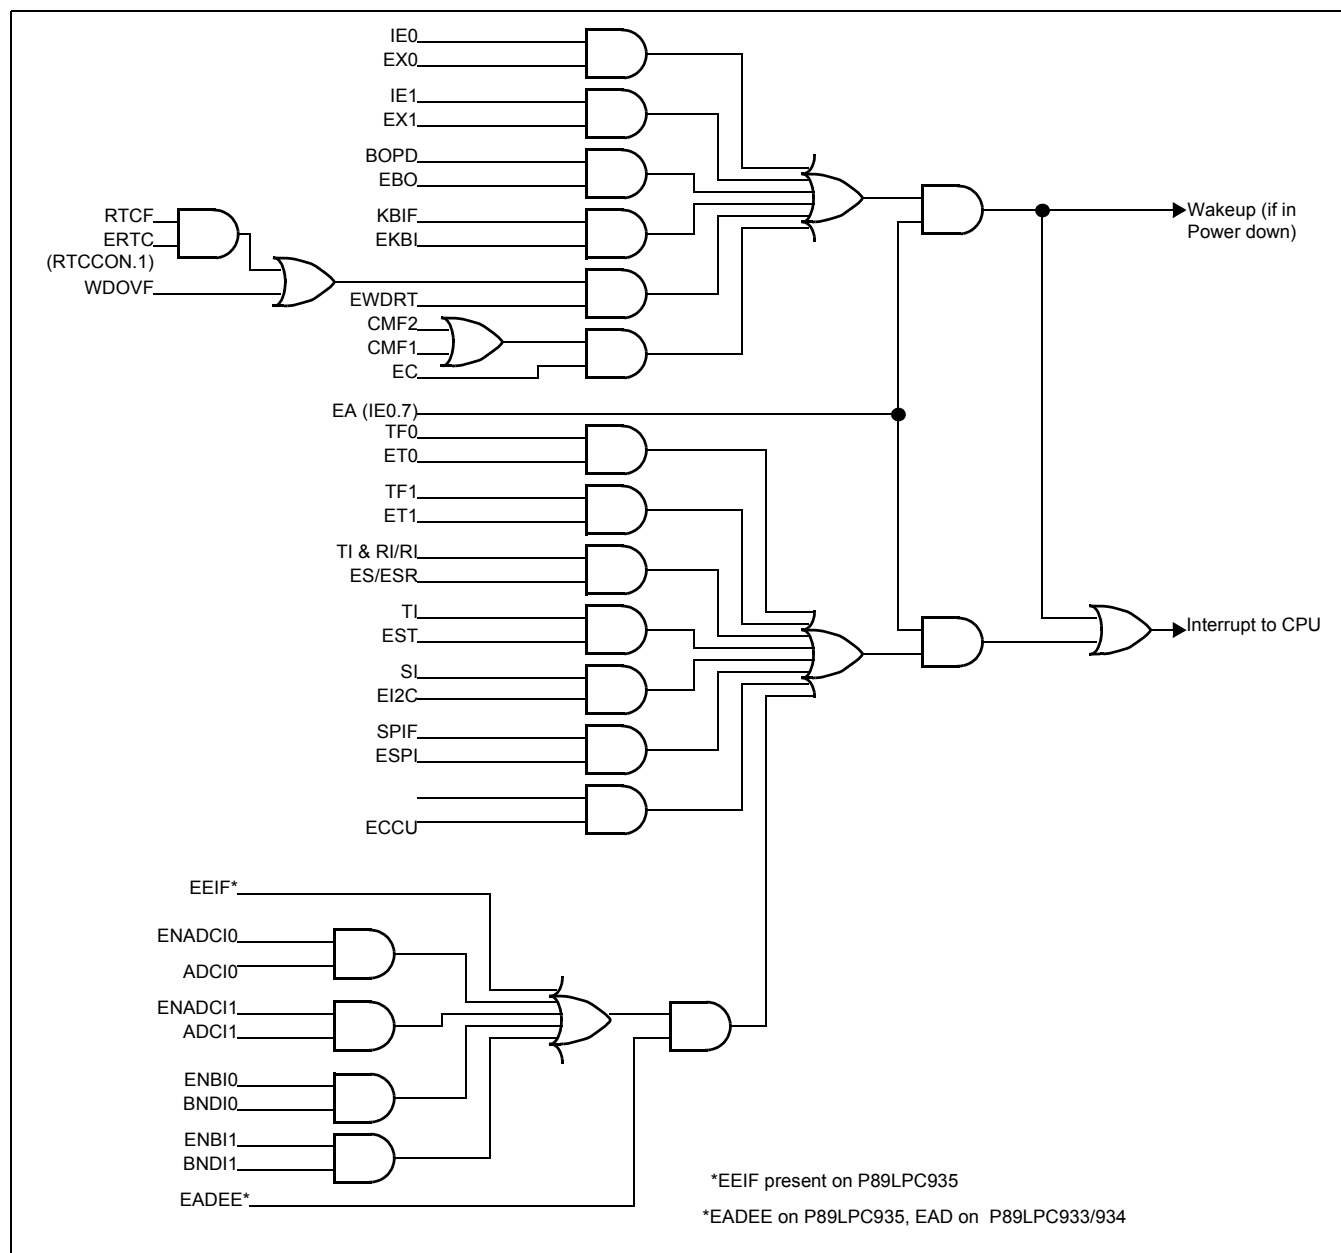 IE0
EX0
IE1
EX1
BOPD
EBO
KBIF
EKBI
RTCF
ERTC
(RTCCON.1)
WDOVF
EWDRT
CMF2
CMF1
EC
Wakeup (if in
Power down)
EA (IE0.7)
TF0
ET0
TF1
ET1
TI & RI/RI
ES/ESR
TI
EST
SI
EI2C
SPIF
ESPI
ECCU
Interrupt to CPU
EEIF*
ENADCI0
ADCI0
ENADCI1
ADCI1
ENBI0
BNDI0
ENBI1
BNDI1
EADEE*
*EEIF present on P89LPC935
*EADEE on P89LPC935, EAD on P89LPC933/934